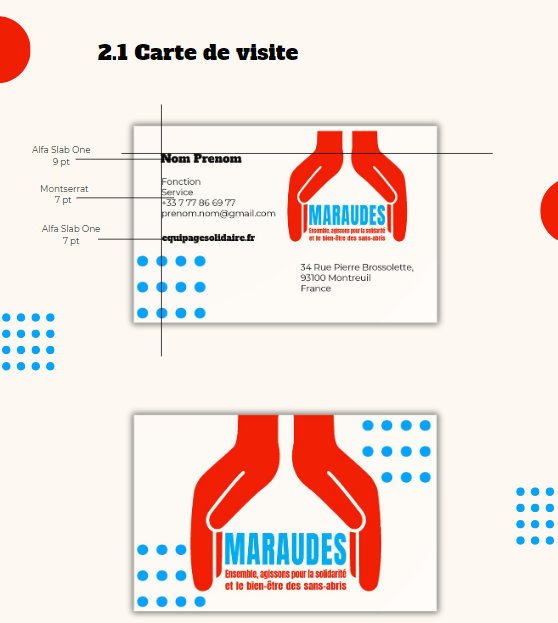 2.1 Carte de visite
Alfa Slab One
9 pt
Montserrat
7 pt
Alfa Slab One
7 pt
Nom Prenom
Fonction
Service
+33 7 77 86 69 77
prenom.nom@gmail.com
equipagesolidaire.fr
MARAUDES
Ensemble, agissons pour la solidarité
et le bien-être des sans-abris
34 Rue Pierre Brossolette,
93100 Montreuil
France
MARAUDES
Ensemble, agissons pour la solidarité
et le bien-être des sans-abris